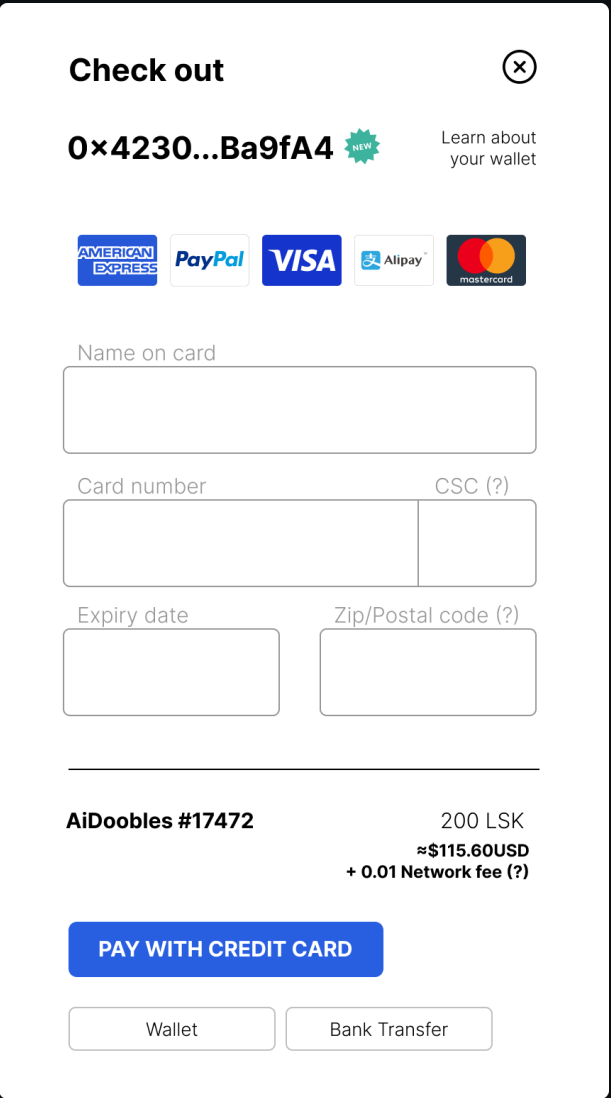 Check out
0×4230...Ba9fA4 NEW
Learn about
your wallet
AMERICAN
EXPRESS
PayPal
VISA
支 Alipay
mastercard
Name on card
Card number
CSC (?)
Expiry date
Zip/Postal code (?)
AiDoobles #17472
200 LSK
≈$115.60USD
+ 0.01 Network fee (?)
PAY WITH CREDIT CARD
Wallet
Bank Transfer